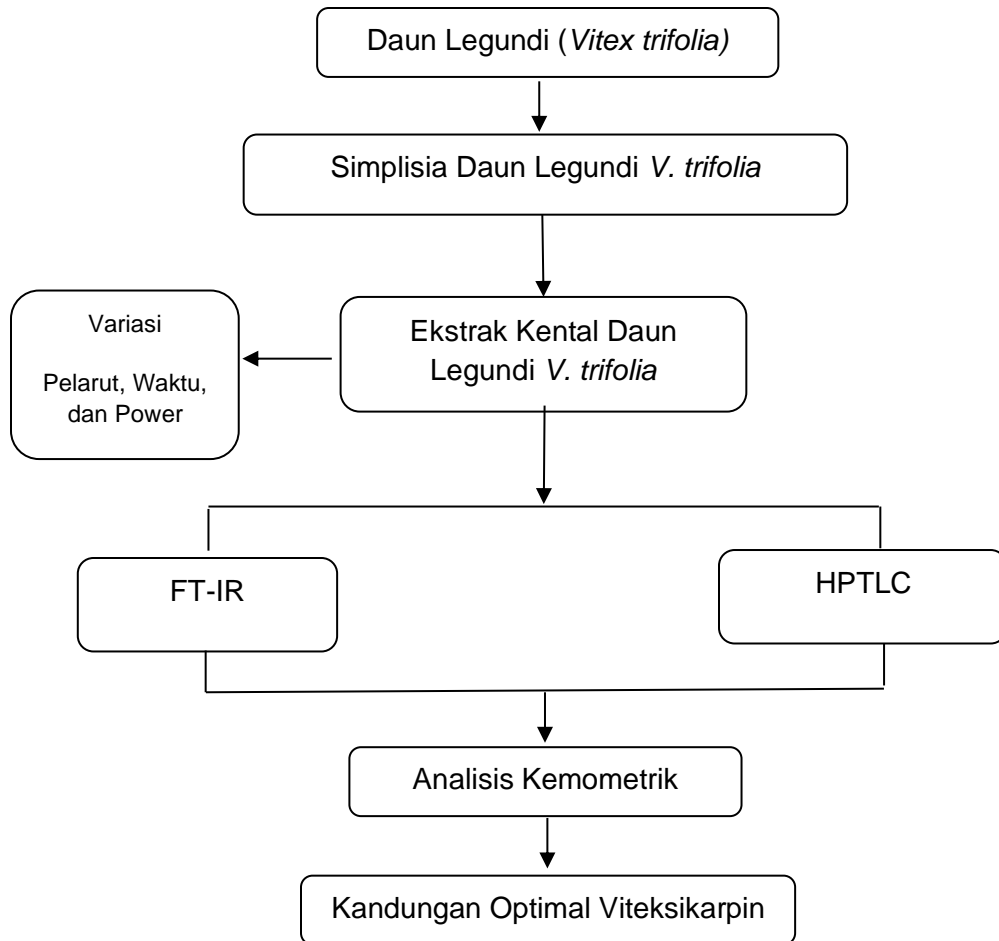 Daun Legundi (Vitex trifolia)
Simplisia Daun Legundi V. trifolia
Variasi
Pelarut, Waktu,
dan Power
Ekstrak Kental Daun
Legundi V. trifolia
FT-IR
HPTLC
Analisis Kemometrik
Kandungan Optimal Viteksikarpin